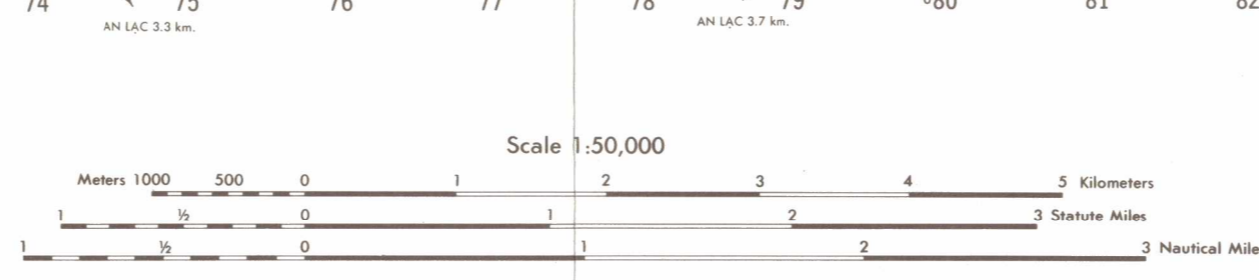 74 75 76 77 78 79 80 81 82
AN LẠC 3.3 km. AN LẠC 3.7 km.
Scale 1:50,000
Meters 1000 500 0 1 2 3 4 5 Kilometers
1 ½ 0 1 2 3 Statute Miles
1 ½ 0 1 2 3 Nautical Mile